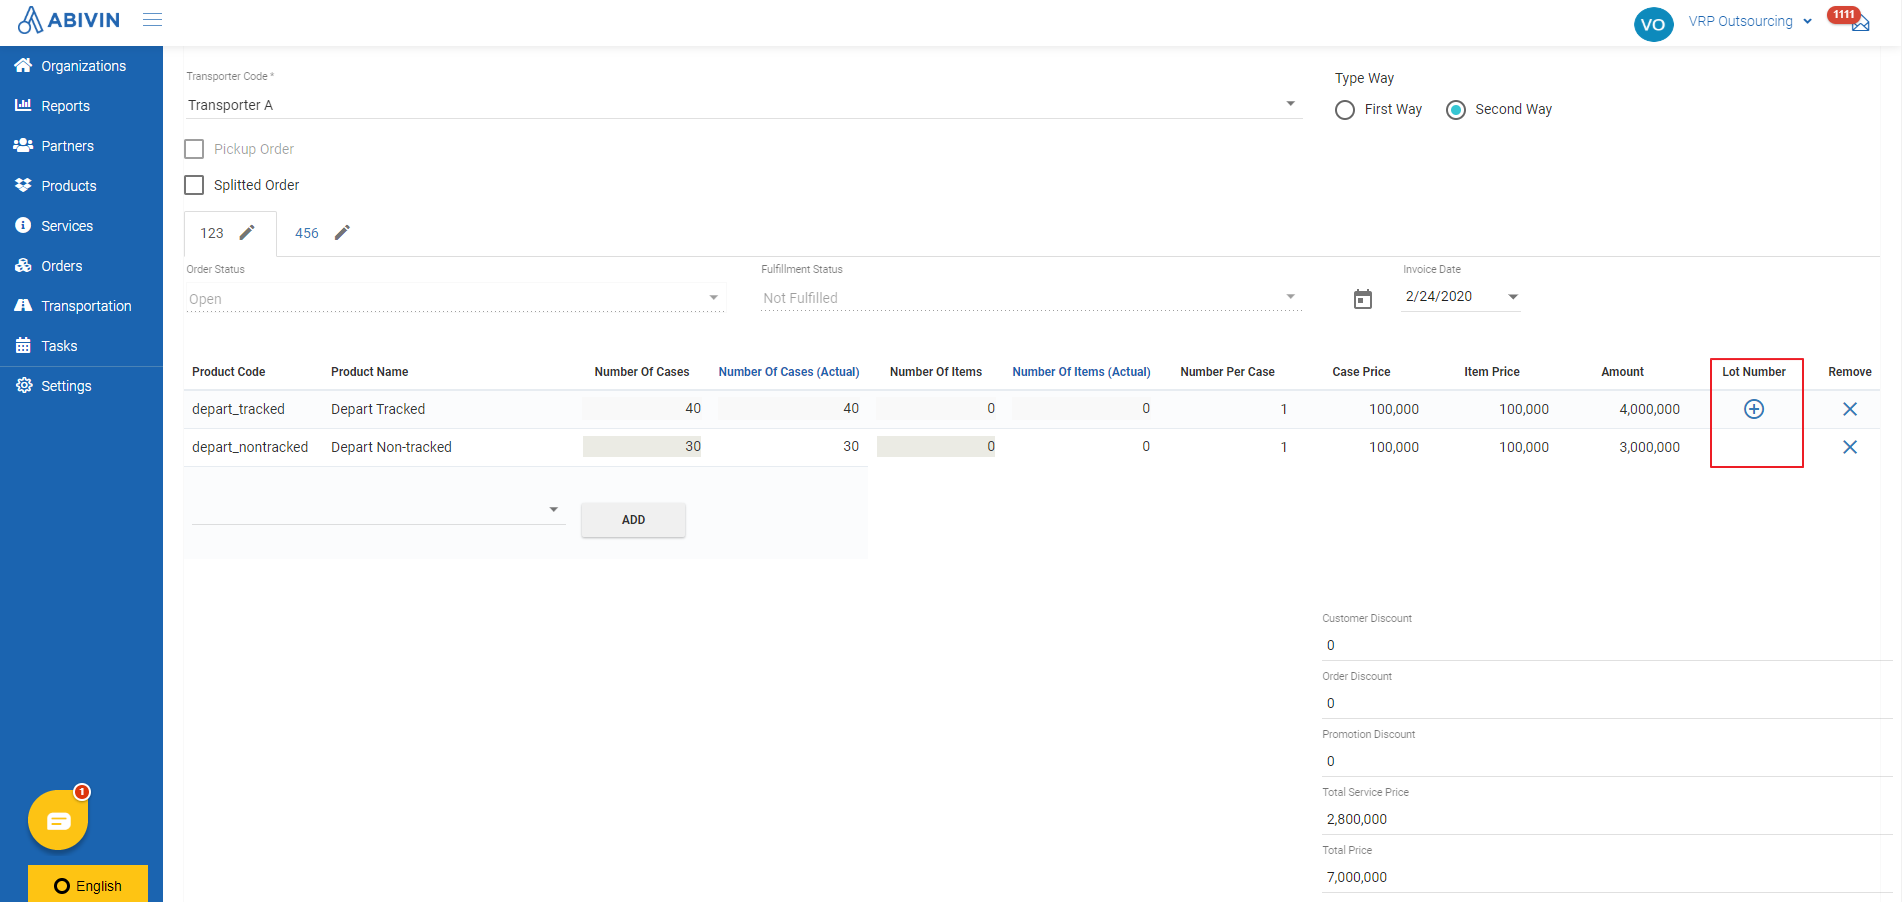 ABIVIN
VO
VRP Outsourcing
1111
Organizations
Reports
Partners
Products
Services
Orders
Transportation
Tasks
Settings
1
English
Transporter Code *
Transporter A
Type Way
First Way
Second Way
Pickup Order
Splitted Order
123
456
Order Status
Open
Fulfillment Status
Not Fulfilled
Invoice Date
2/24/2020
Product Code Product Name Number Of Cases Number Of Cases (Actual) Number Of Items Number Of Items (Actual) Number Per Case Case Price Item Price Amount Lot Number Remove
depart_tracked Depart Tracked 40 40 0 0 1 100,000 100,000 4,000,000
depart_nontracked Depart Non-tracked 30 30 0 0 1 100,000 100,000 3,000,000
ADD
Customer Discount
0
Order Discount
0
Promotion Discount
0
Total Service Price
2,800,000
Total Price
7,000,000